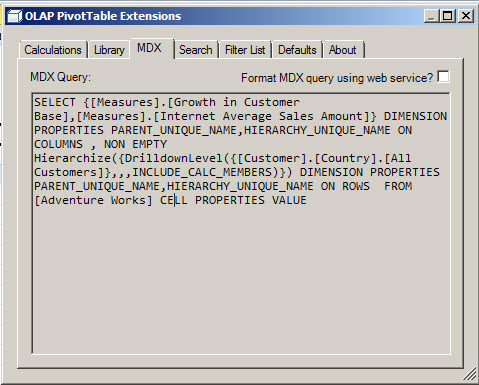 OLAP PivotTable Extensions
Calculations Library MDX Search Filter List Defaults About
MDX Query: Format MDX query using web service?
SELECT {[Measures].[Growth in Customer
Base],[Measures].[Internet Average Sales Amount]} DIMENSION
PROPERTIES PARENT_UNIQUE_NAME,HIERARCHY_UNIQUE_NAME ON
COLUMNS , NON EMPTY
Hierarchize({DrilldownLevel({[Customer].[Country].[All
Customers]},,,INCLUDE_CALC_MEMBERS)}) DIMENSION PROPERTIES
PARENT_UNIQUE_NAME,HIERARCHY_UNIQUE_NAME ON ROWS  FROM
[Adventure Works] CELL PROPERTIES VALUE